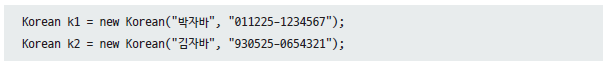 Korean k1 = new Korean("박자바", "011225-1234567");
Korean k2 = new Korean("김자바", "930525-0654321");